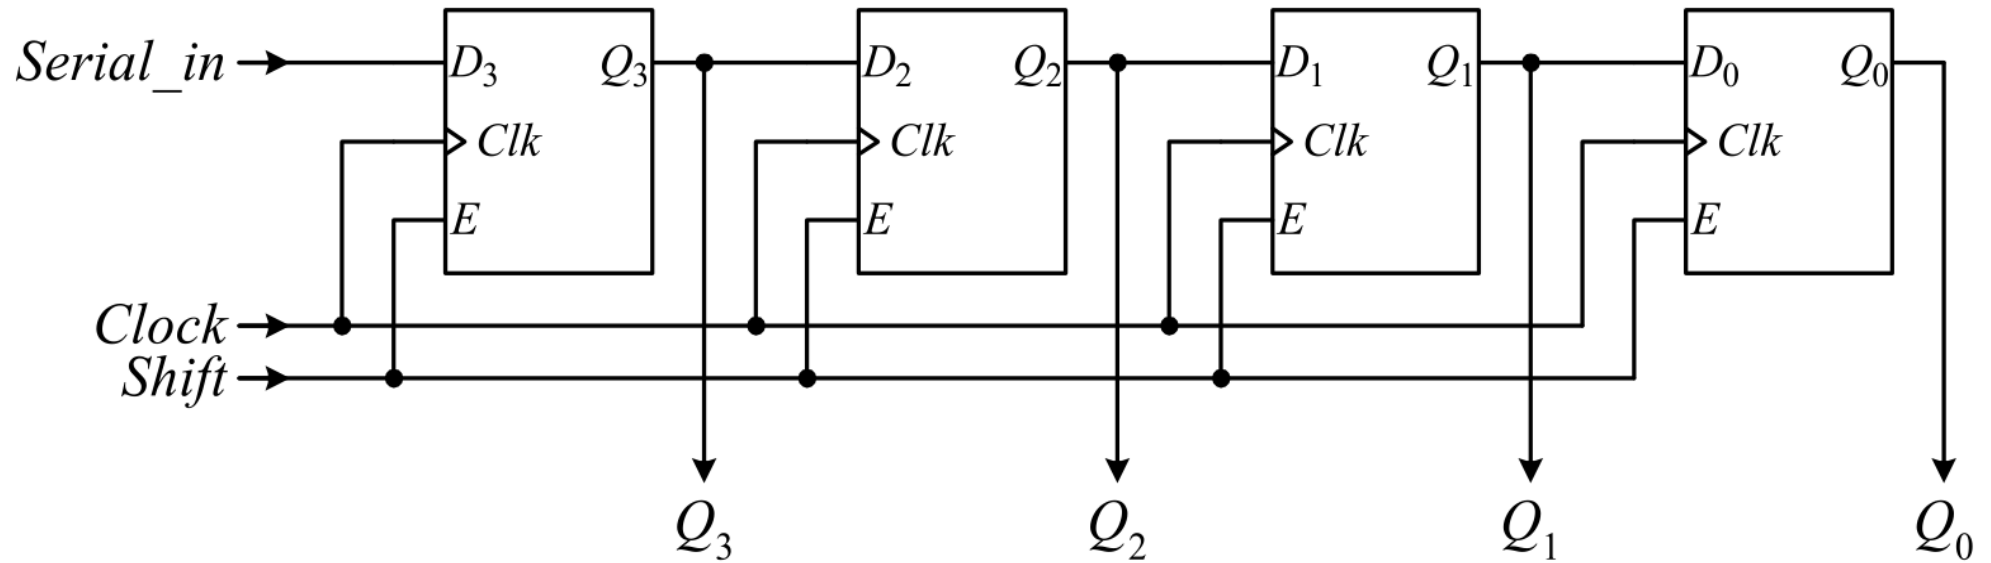 Serial_in D₃ Q₃ D₂ Q₂ D₁ Q₁ D₀ Q₀
Clk Clk Clk Clk
E E E E
Clock
Shift
Q₃ Q₂ Q₁ Q₀